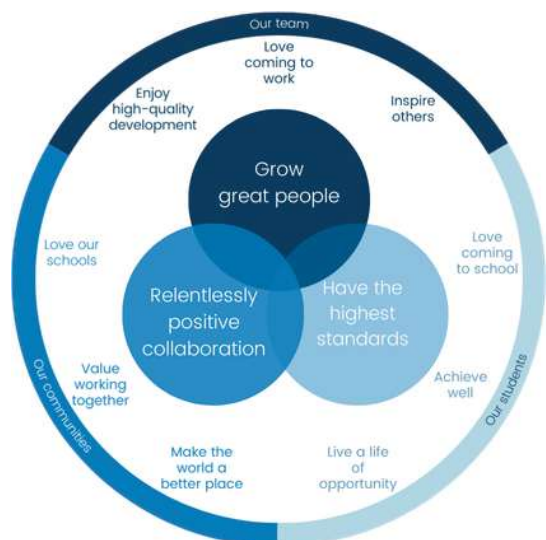 Our team
Love
coming to
work
Enjoy
high-quality
development
Inspire
others
Grow
great people
Love our
schools
Love
coming
to school
Relentlessly
positive
collaboration
Have the
highest
standards
Value
working
together
Achieve
well
Our communities
Our students
Make the
world a
better place
Live a life
of
opportunity